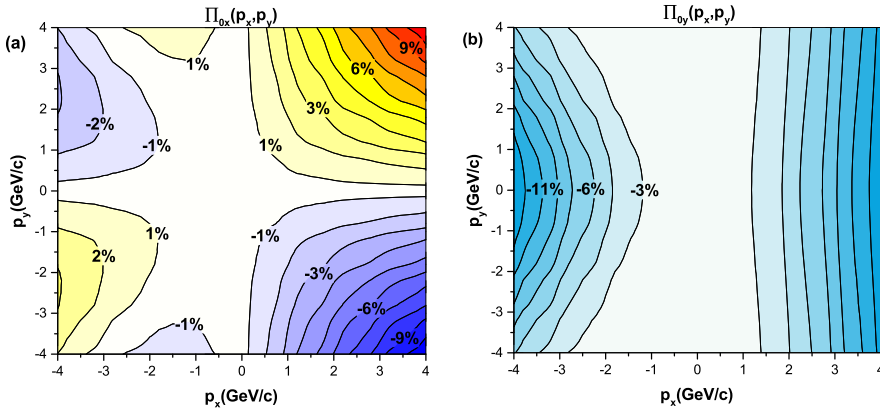 Π0x(px,py)
(a)
4
3
2
1
0
-1
-2
-3
-4
py(GeV/c)
1%
9%
6%
3%
-2%
-1%
1%
1%
2%
-1%
-1%
-3%
-6%
-9%
-4 -3 -2 -1 0 1 2 3 4
px(GeV/c)
Π0y(px,py)
(b)
4
3
2
1
0
-1
-2
-3
-4
py(GeV/c)
-11% -6% -3%
-4 -3 -2 -1 0 1 2 3 4
px(GeV/c)